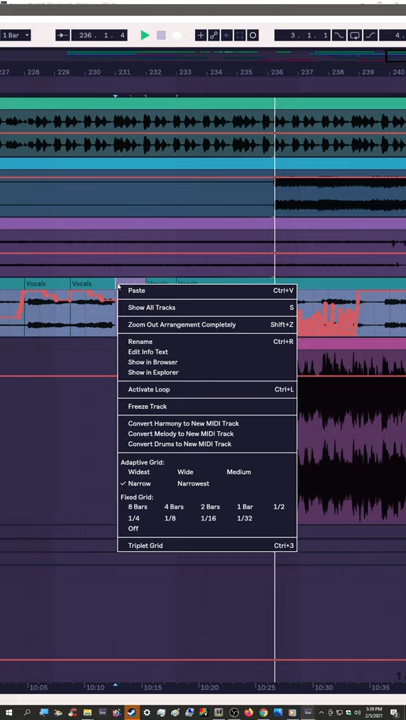 1 Bar
236 . 1 . 4
3 . 1 . 1
4 .
227 228 229 230 231 232 233 234 235 236 237 238 239 240
Vocals Vocals Vocals Vocals
Paste Ctrl+V
Show All Tracks S
Zoom Out Arrangement Completely Shift+Z
Rename Ctrl+R
Edit Info Text
Show in Browser
Show in Explorer
Activate Loop Ctrl+L
Freeze Track
Convert Harmony to New MIDI Track
Convert Melody to New MIDI Track
Convert Drums to New MIDI Track
Adaptive Grid:
Widest Wide Medium
✓ Narrow Narrowest
Fixed Grid:
8 Bars 4 Bars 2 Bars 1 Bar 1/2
1/4 1/8 1/16 1/32
Off
Triplet Grid Ctrl+3
1
10:05 10:10 10:15 10:20 10:25 10:30 10:35
5:39 PM
2/5/2021